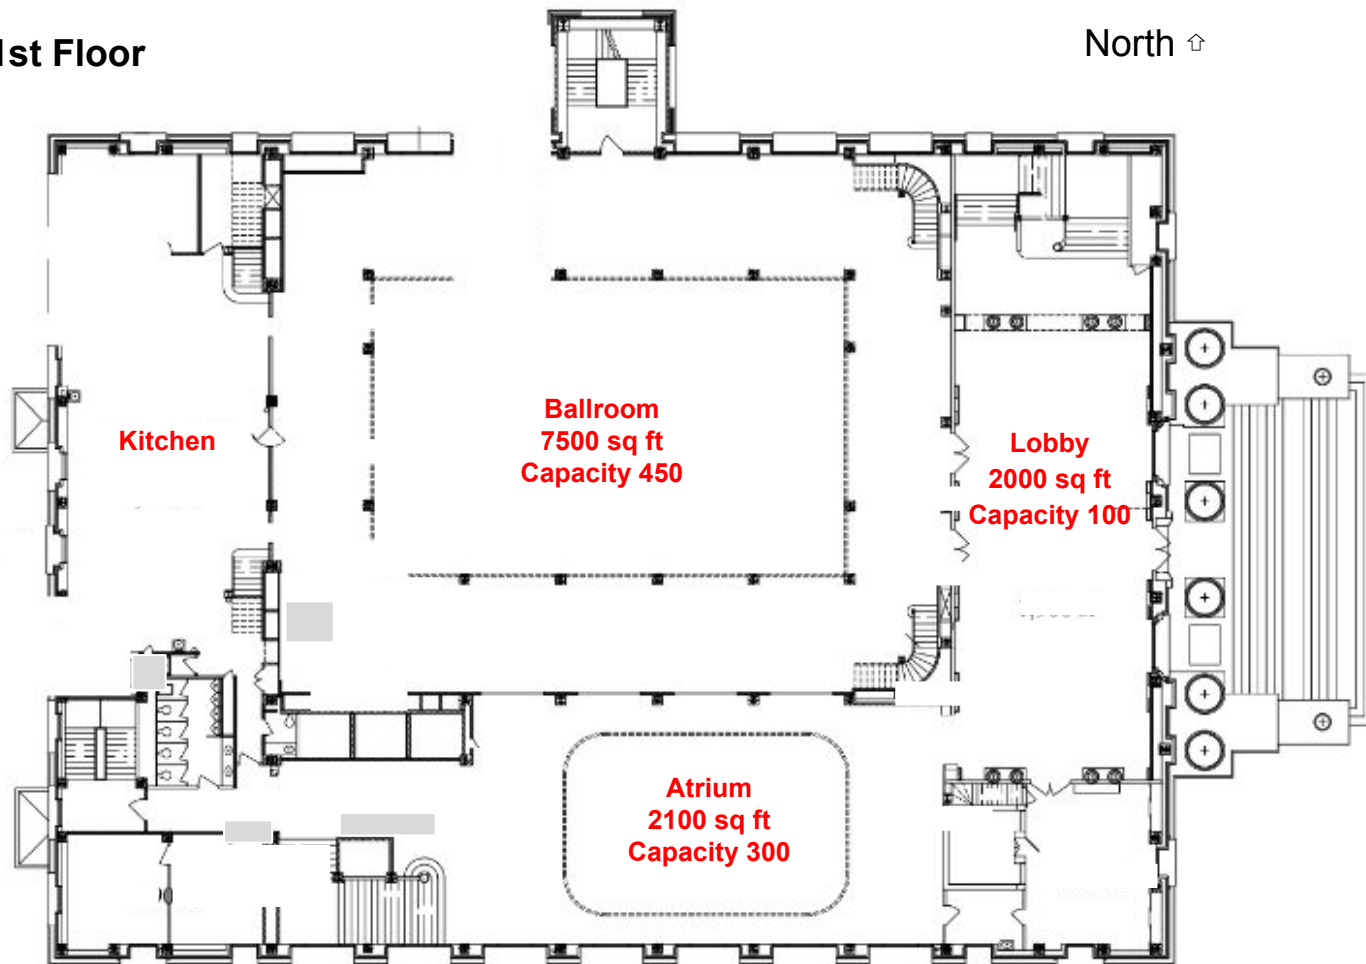 1st Floor
North ⇧
Ballroom
7500 sq ft
Capacity 450
Kitchen
Lobby
2000 sq ft
Capacity 100
Atrium
2100 sq ft
Capacity 300